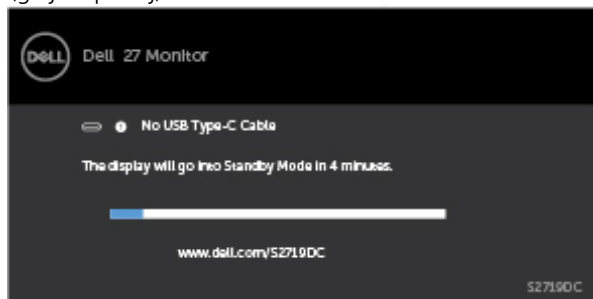 DELL
Dell 27 Monitor
No USB Type-C Cable
The display will go into Standby Mode in 4 minutes.
www.dell.com/S2719DC
S2719DC